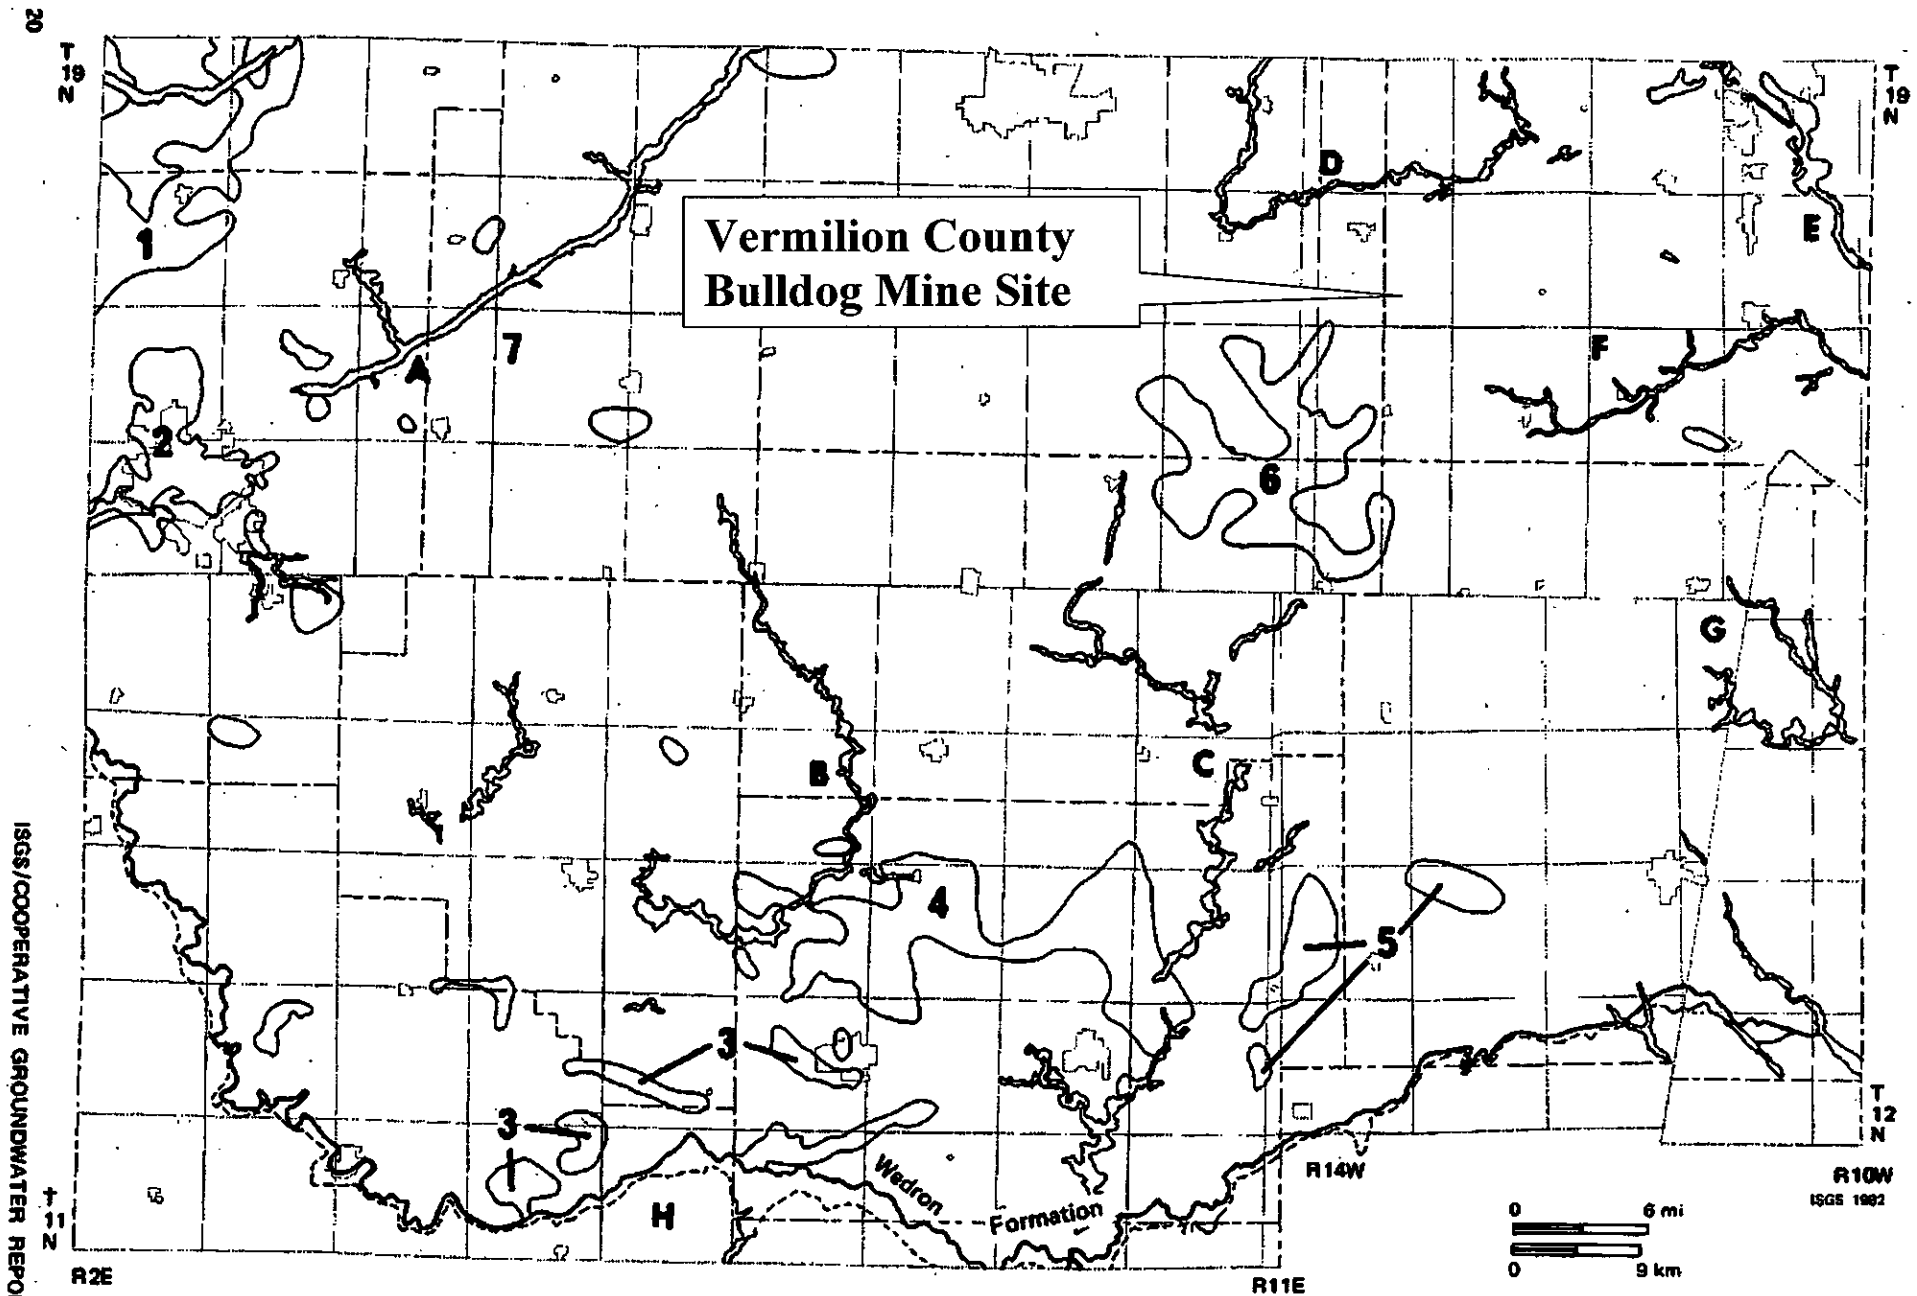 20
T
19
N
T
19
N
D
Vermilion County
Bulldog Mine Site
E
1
7
A
F
2
6
G
B
C
4
5
3
3
T
12
N
Wedron
Formation
H
R14W
R10W
ISGS 1982
T
11
N
0 6 mi
0 9 km
R2E
R11E
ISGS/COOPERATIVE GROUNDWATER REPO